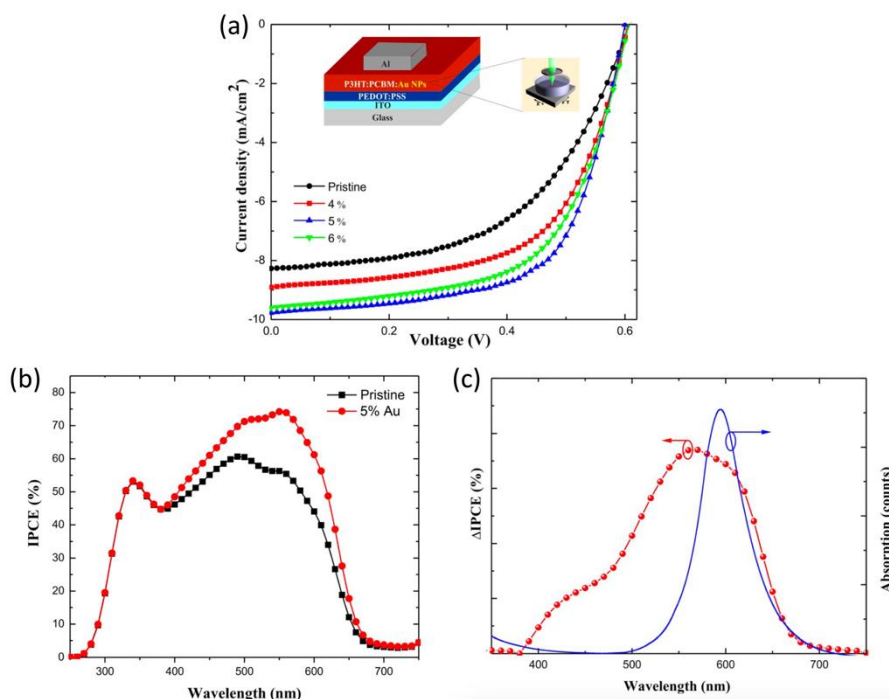 (a)
Current density (mA/cm²)
0
-2
-4
-6
-8
-10
Al
P3HT:PCBM:Au NPs
PEDOT:PSS
ITO
Glass
Pristine
4 %
5 %
6 %
0.0
0.2
0.4
0.6
Voltage (V)
(b)
IPCE (%)
80
70
60
50
40
30
20
10
0
Pristine
5% Au
300
400
500
600
700
Wavelength (nm)
(c)
ΔIPCE (%)
Absorption (counts)
400
500
600
700
Wavelength (nm)